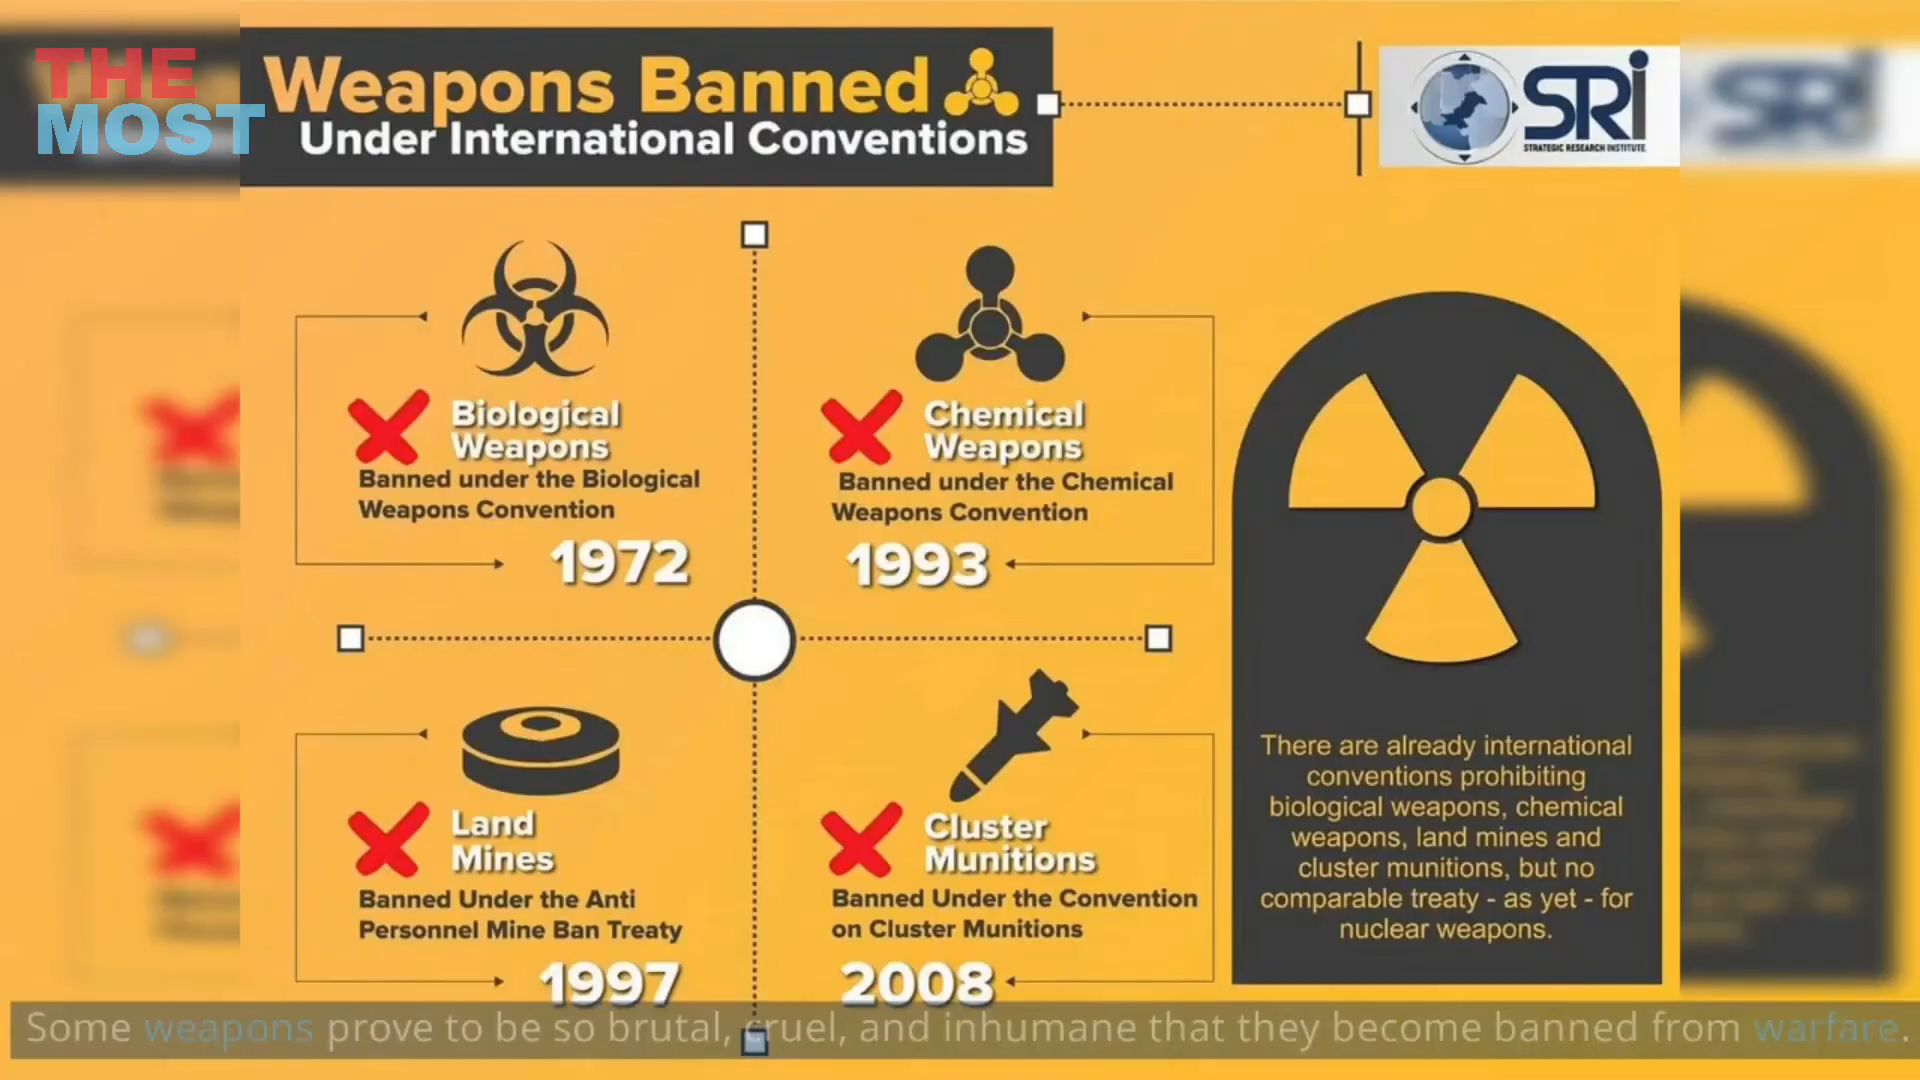 THE
MOST
Weapons Banned
Under International Conventions
SRi
STRATEGIC RESEARCH INSTITUTE
Biological
Weapons
Banned under the Biological
Weapons Convention
1972
Chemical
Weapons
Banned under the Chemical
Weapons Convention
1993
Land
Mines
Banned Under the Anti
Personnel Mine Ban Treaty
1997
Cluster
Munitions
Banned Under the Convention
on Cluster Munitions
2008
There are already international
conventions prohibiting
biological weapons, chemical
weapons, land mines and
cluster munitions, but no
comparable treaty - as yet - for
nuclear weapons.
Some weapons prove to be so brutal, cruel, and inhumane that they become banned from warfare.